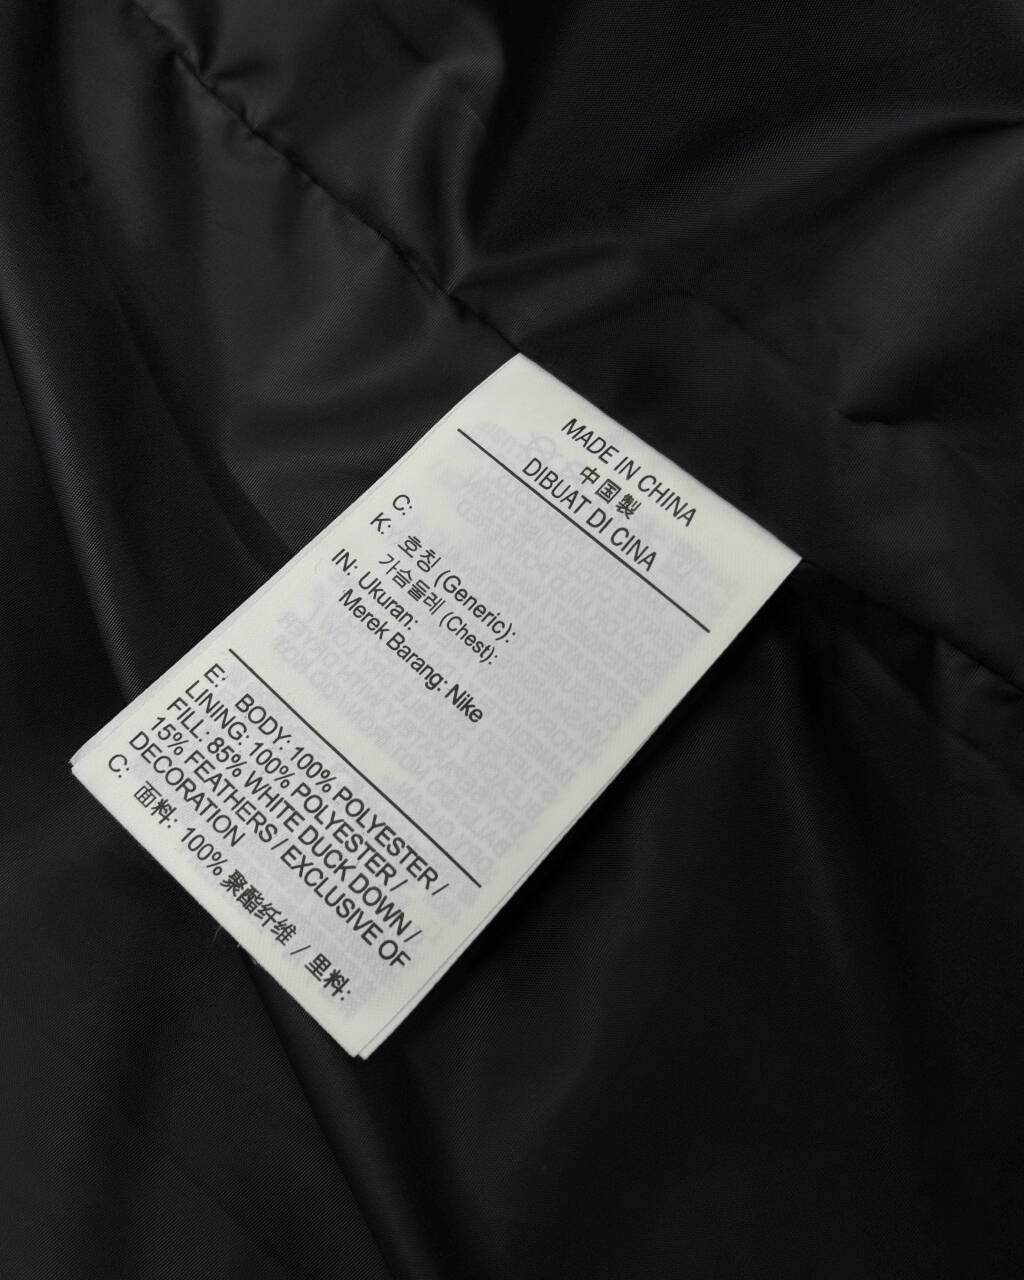 MADE IN CHINA
中国製
DIBUAT DI CINA
C:
K: 호칭 (Generic):
가슴둘레 (Chest):
IN: Ukuran:
Merek Barang: Nike
E: BODY: 100% POLYESTER /
LINING: 100% POLYESTER /
FILL: 85% WHITE DUCK DOWN /
15% FEATHERS / EXCLUSIVE OF
DECORATION
C: 面料: 100% 聚酯纤维 / 里料: